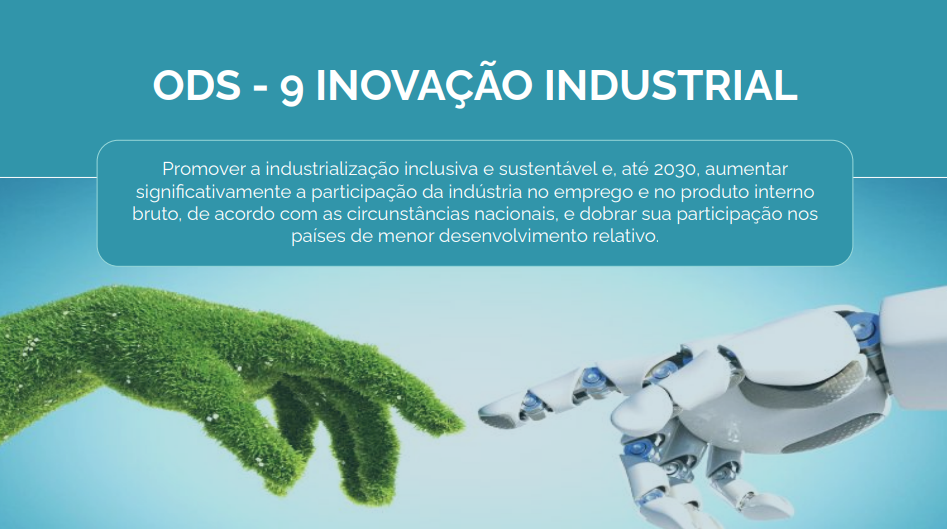 ODS - 9 INOVAÇÃO INDUSTRIAL
Promover a industrialização inclusiva e sustentável e, até 2030, aumentar
significativamente a participação da indústria no emprego e no produto interno
bruto, de acordo com as circunstâncias nacionais, e dobrar sua participação nos
países de menor desenvolvimento relativo.